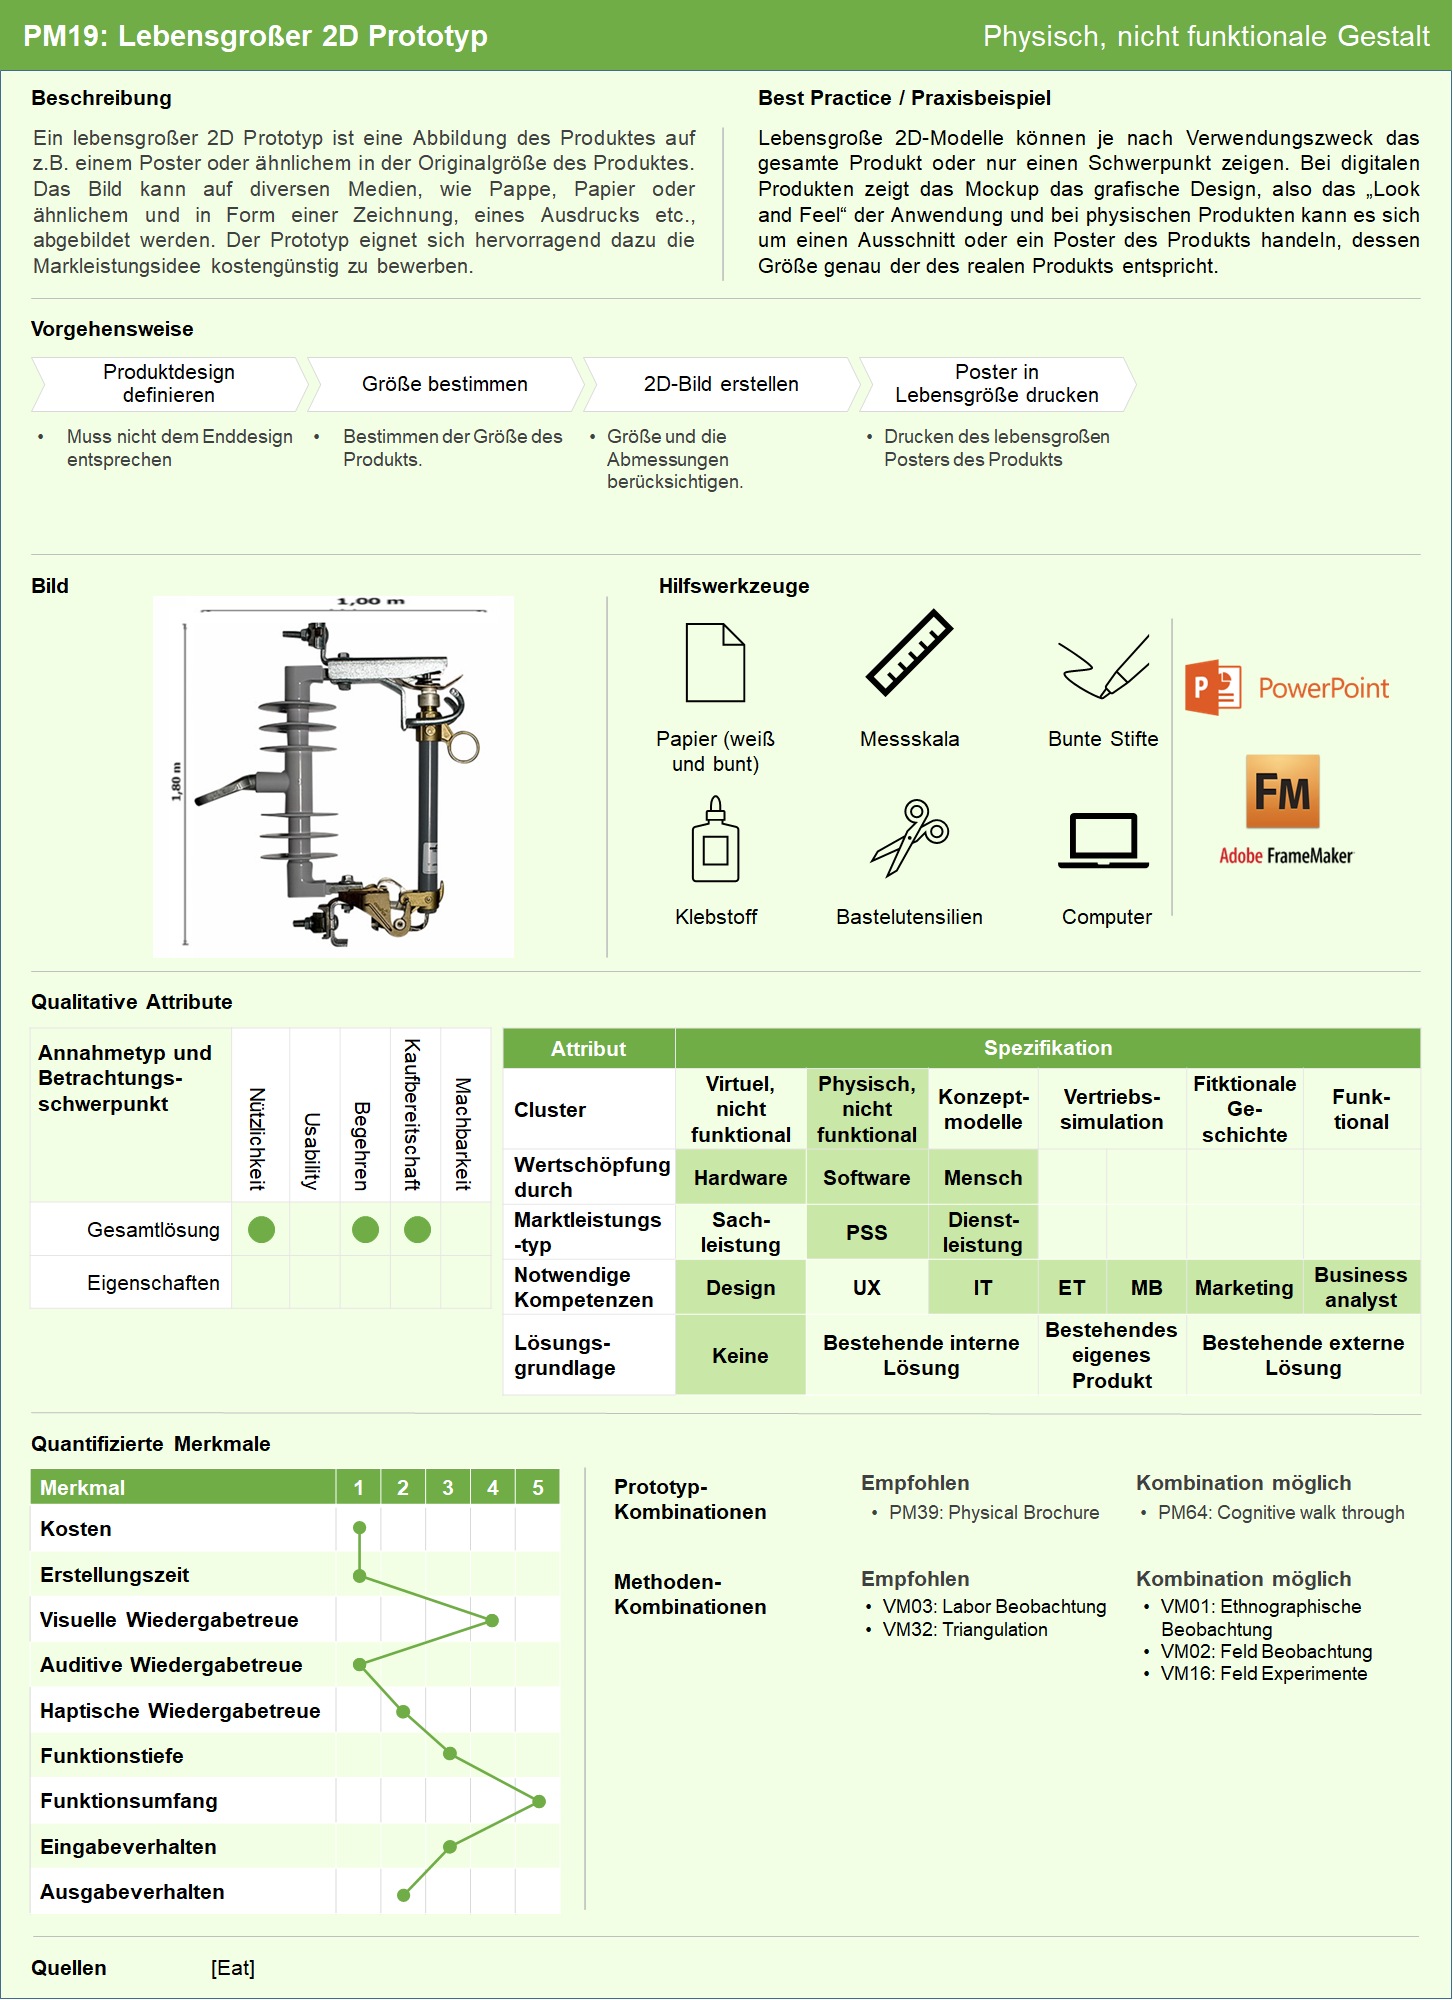 PM19: Lebensgroßer 2D Prototyp
Physisch, nicht funktionale Gestalt
Beschreibung
Ein lebensgroßer 2D Prototyp ist eine Abbildung des Produktes auf
z.B. einem Poster oder ähnlichem in der Originalgröße des Produktes.
Das Bild kann auf diversen Medien, wie Pappe, Papier oder
ähnlichem und in Form einer Zeichnung, eines Ausdrucks etc.,
abgebildet werden. Der Prototyp eignet sich hervorragend dazu die
Markleistungsidee kostengünstig zu bewerben.
Best Practice / Praxisbeispiel
Lebensgroße 2D-Modelle können je nach Verwendungszweck das
gesamte Produkt oder nur einen Schwerpunkt zeigen. Bei digitalen
Produkten zeigt das Mockup das grafische Design, also das „Look
and Feel“ der Anwendung und bei physischen Produkten kann es sich
um einen Ausschnitt oder ein Poster des Produkts handeln, dessen
Größe genau der des realen Produkts entspricht.
Vorgehensweise
Produktdesign
definieren
Größe bestimmen
2D-Bild erstellen
Poster in
Lebensgröße drucken
• Muss nicht dem Enddesign
entsprechen
• Bestimmen der Größe des
Produkts.
• Größe und die
Abmessungen
berücksichtigen.
• Drucken des lebensgroßen
Posters des Produkts
Bild
1,00 m
1,80 m
Hilfswerkzeuge
Papier (weiß
und bunt)
Messskala
Bunte Stifte
Klebstoff
Bastelutensilien
Computer
P PowerPoint
FM
Adobe FrameMaker
Qualitative Attribute
Annahmetyp und
Betrachtungs-
schwerpunkt
Nützlichkeit
Usability
Begehren
Kaufbereitschaft
Machbarkeit
Gesamtlösung
Eigenschaften
Attribut
Spezifikation
Cluster
Virtuel,
nicht
funktional
Physisch,
nicht
funktional
Konzept-
modelle
Vertriebs-
simulation
Fitktionale
Ge-
schichte
Funk-
tional
Wertschöpfung
durch
Hardware
Software
Mensch
Marktleistungs
-typ
Sach-
leistung
PSS
Dienst-
leistung
Notwendige
Kompetenzen
Design
UX
IT
ET
MB
Marketing
Business
analyst
Lösungs-
grundlage
Keine
Bestehende interne
Lösung
Bestehendes
eigenes
Produkt
Bestehende externe
Lösung
Quantifizierte Merkmale
Merkmal 1 2 3 4 5
Kosten
Erstellungszeit
Visuelle Wiedergabetreue
Auditive Wiedergabetreue
Haptische Wiedergabetreue
Funktionstiefe
Funktionsumfang
Eingabeverhalten
Ausgabeverhalten
Prototyp-
Kombinationen
Empfohlen
• PM39: Physical Brochure
Kombination möglich
• PM64: Cognitive walk through
Methoden-
Kombinationen
Empfohlen
• VM03: Labor Beobachtung
• VM32: Triangulation
Kombination möglich
• VM01: Ethnographische
Beobachtung
• VM02: Feld Beobachtung
• VM16: Feld Experimente
Quellen
[Eat]